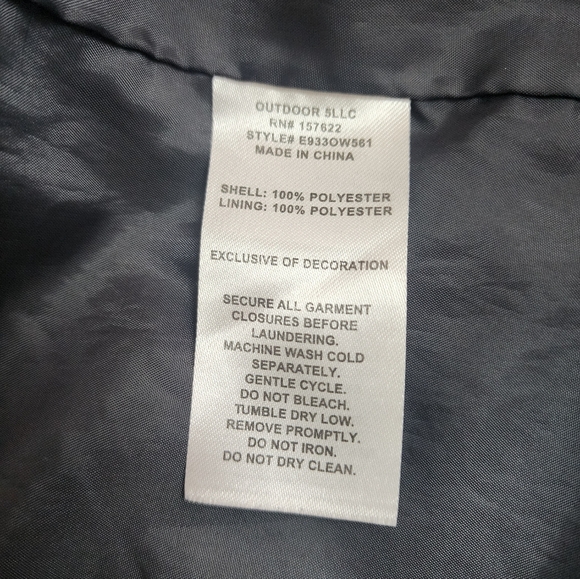 OUTDOOR 5LLC
RN# 157622
STYLE# E933OW561
MADE IN CHINA
SHELL: 100% POLYESTER
LINING: 100% POLYESTER
EXCLUSIVE OF DECORATION
SECURE ALL GARMENT
CLOSURES BEFORE
LAUNDERING.
MACHINE WASH COLD
SEPARATELY.
GENTLE CYCLE.
DO NOT BLEACH.
TUMBLE DRY LOW.
REMOVE PROMPTLY.
DO NOT IRON.
DO NOT DRY CLEAN.